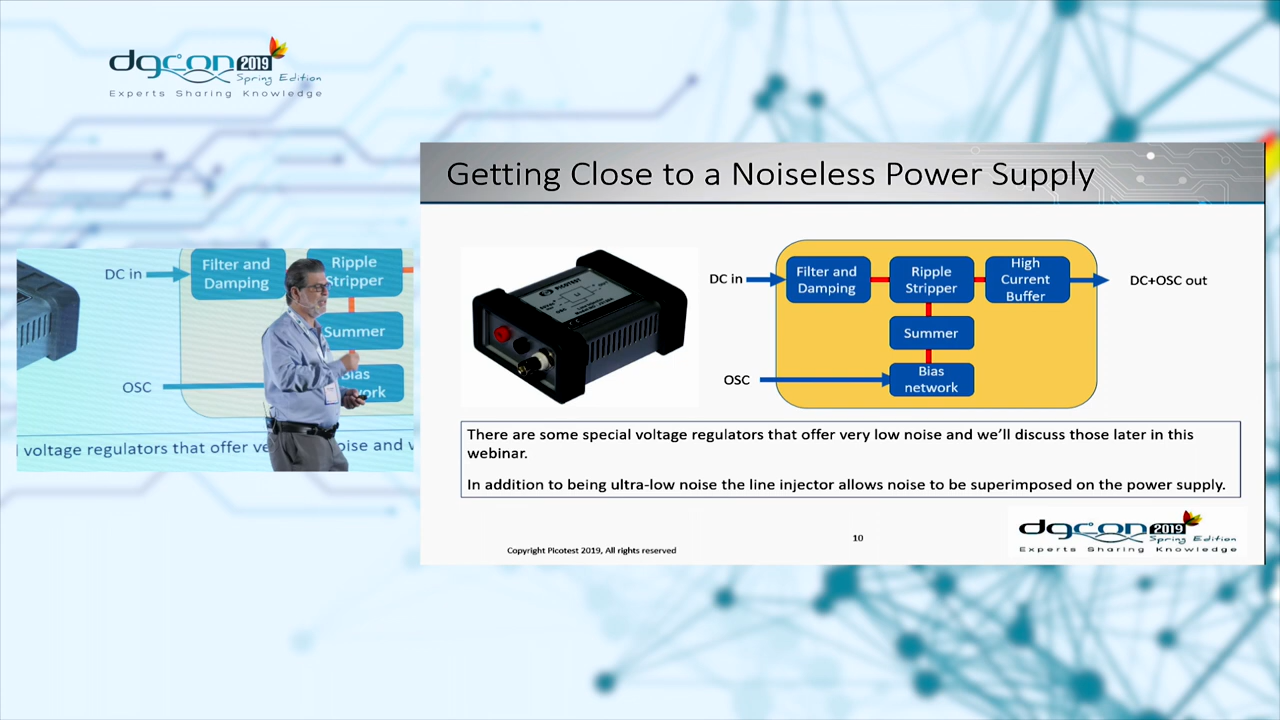 dgcon 2019
Spring Edition
Experts Sharing Knowledge
Getting Close to a Noiseless Power Supply
DC in
Filter and
Damping
Ripple
Stripper
Summer
OSC
voltage regulators that offer
PICOTEST
DC in
Filter and
Damping
Ripple
Stripper
High
Current
Buffer
DC+OSC out
Summer
OSC
Bias
network
There are some special voltage regulators that offer very low noise and we'll discuss those later in this
webinar.
In addition to being ultra-low noise the line injector allows noise to be superimposed on the power supply.
Copyright Picotest 2019, All rights reserved
10
dgcon 2019
Spring Edition
Experts Sharing Knowledge